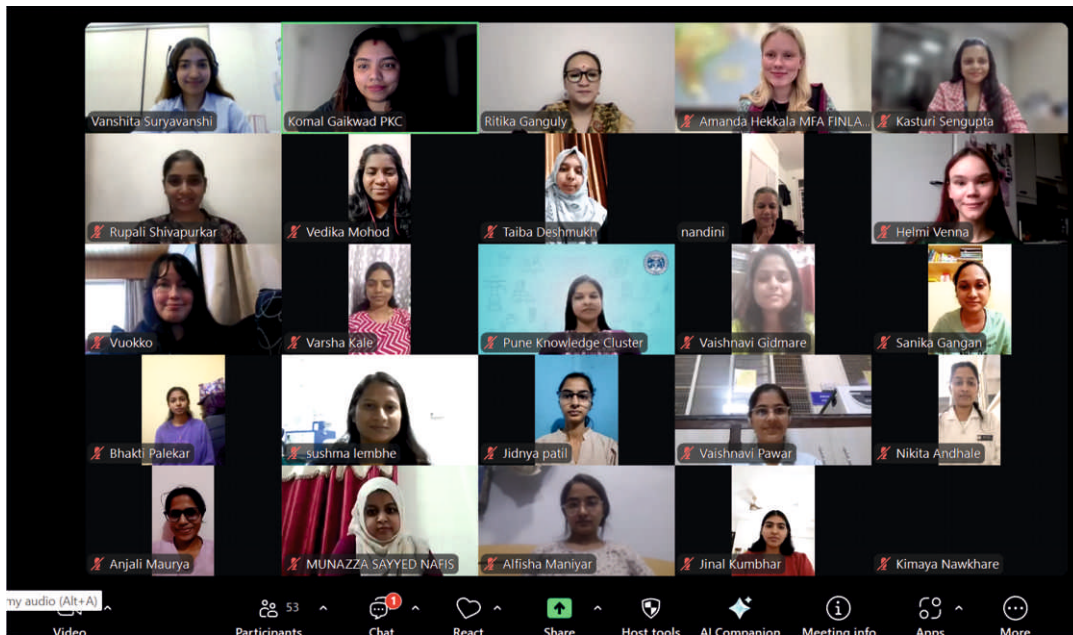 Vanshita Suryavanshi
Komal Gaikwad PKC
Ritika Ganguly
Amanda Hekkala MFA FINLA...
Kasturi Sengupta
Rupali Shivapurkar
Vedika Mohod
Taiba Deshmukh
nandini
Helmi Venna
Vuokko
Varsha Kale
Pune Knowledge Cluster
Vaishnavi Gidmare
Sanika Gangan
Bhakti Palekar
sushma lembhe
Jidnya patil
Vaishnavi Pawar
Nikita Andhale
Anjali Maurya
MUNAZZA SAYYED NAFIS
Alfisha Maniyar
Jinal Kumbhar
Kimaya Nawkhare
my audio (Alt+A)
53
1
Video
Participants
Chat
React
Share
Host tools
AI Companion
Meeting info
Apps
More